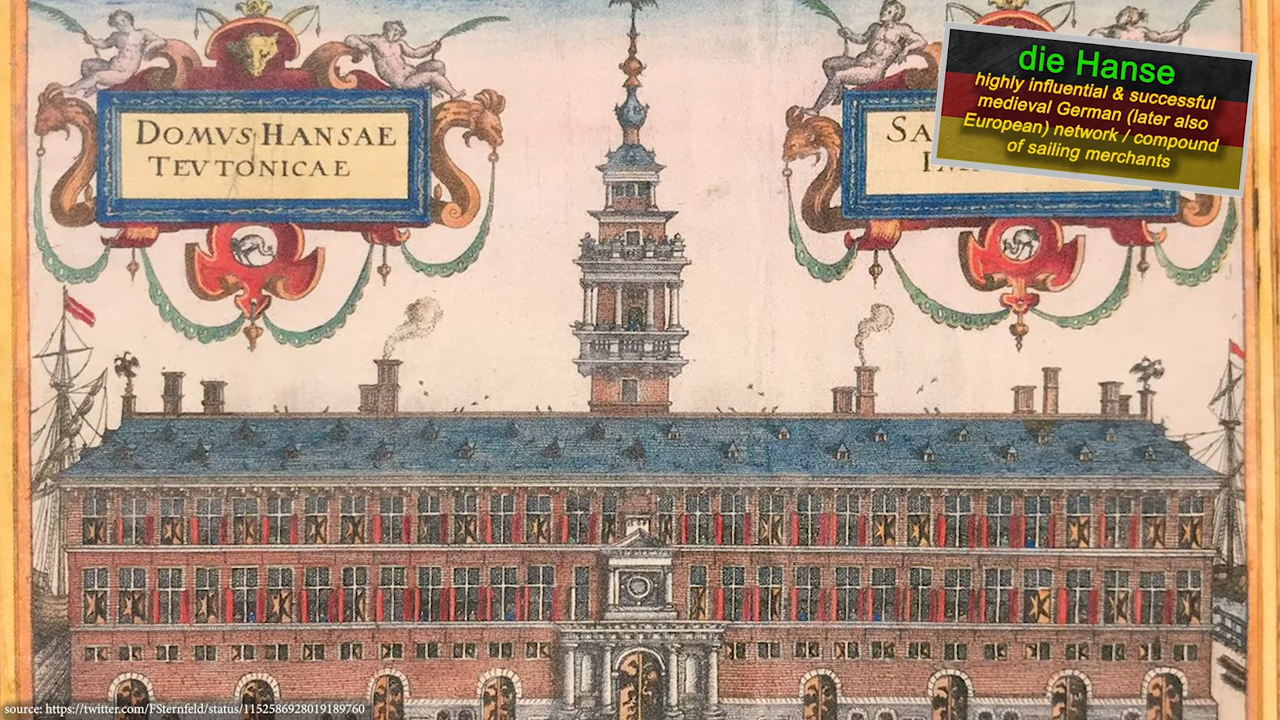 DOMVS HANSAE
TEVTONICAE
SA
die Hanse
highly influential & successful
medieval German (later also
European) network / compound
of sailing merchants
source: https://twitter.com/FSternfeld/status/1152586928019189760